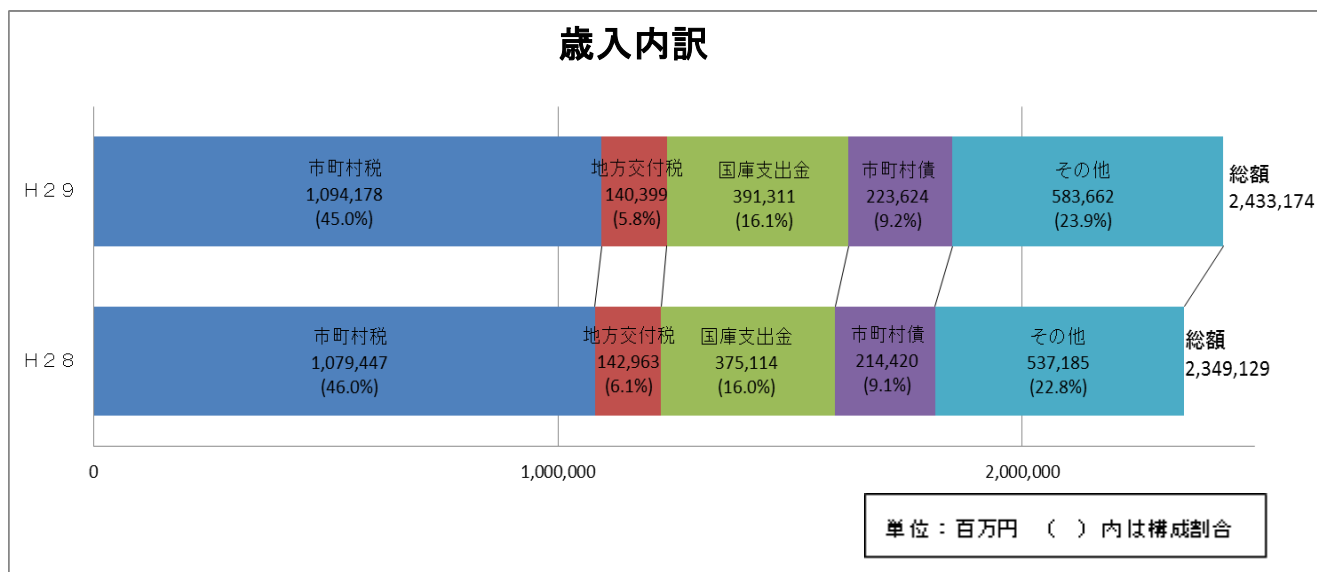 歳入内訳
H29
市町村税
1,094,178
(45.0%)
地方交付税
140,399
(5.8%)
国庫支出金
391,311
(16.1%)
市町村債
223,624
(9.2%)
その他
583,662
(23.9%)
総額
2,433,174
H28
市町村税
1,079,447
(46.0%)
地方交付税
142,963
(6.1%)
国庫支出金
375,114
(16.0%)
市町村債
214,420
(9.1%)
その他
537,185
(22.8%)
総額
2,349,129
0
1,000,000
2,000,000
単位：百万円　（　）内は構成割合